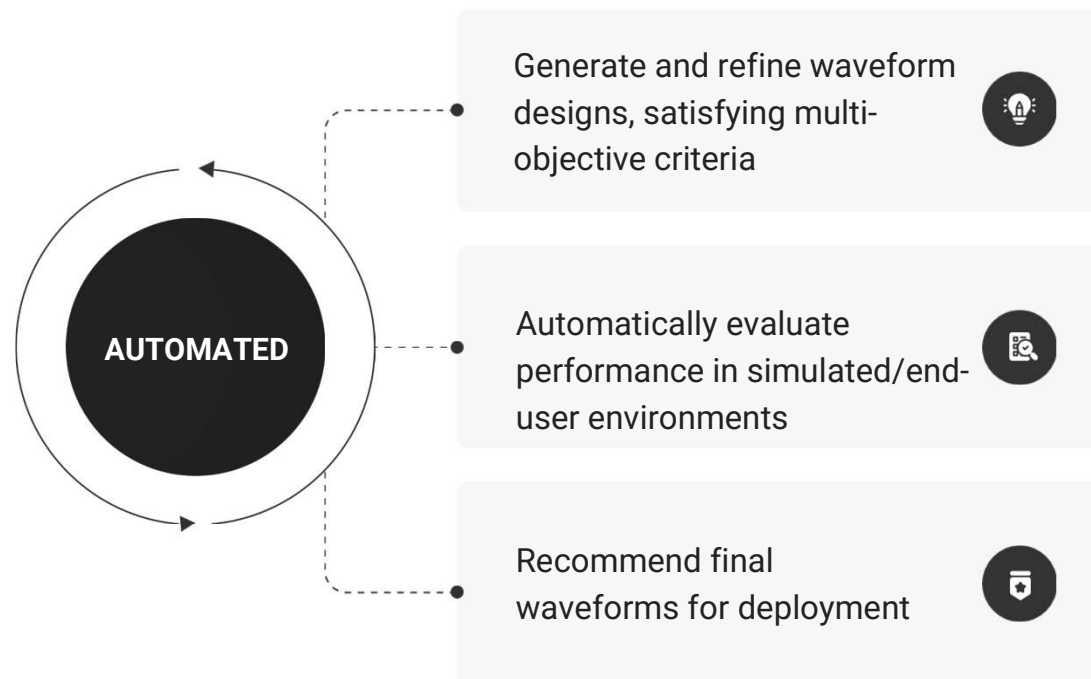 Generate and refine waveform
designs, satisfying multi-
objective criteria
AUTOMATED
Automatically evaluate
performance in simulated/end-
user environments
Recommend final
waveforms for deployment